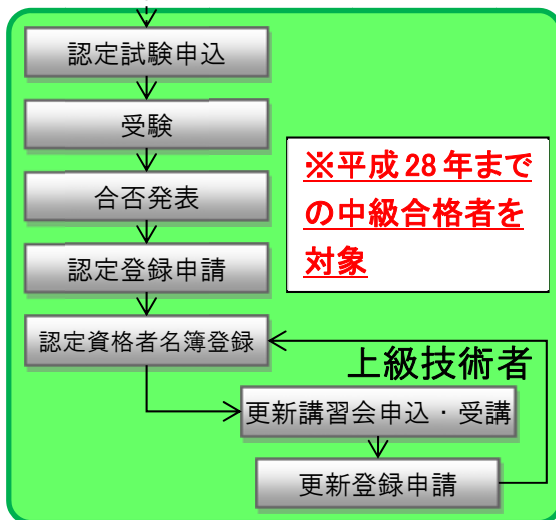 認定試験申込
受験
※平成28年まで
の中級合格者を
対象
合否発表
認定登録申請
認定資格者名簿登録
上級技術者
更新講習会申込・受講
更新登録申請